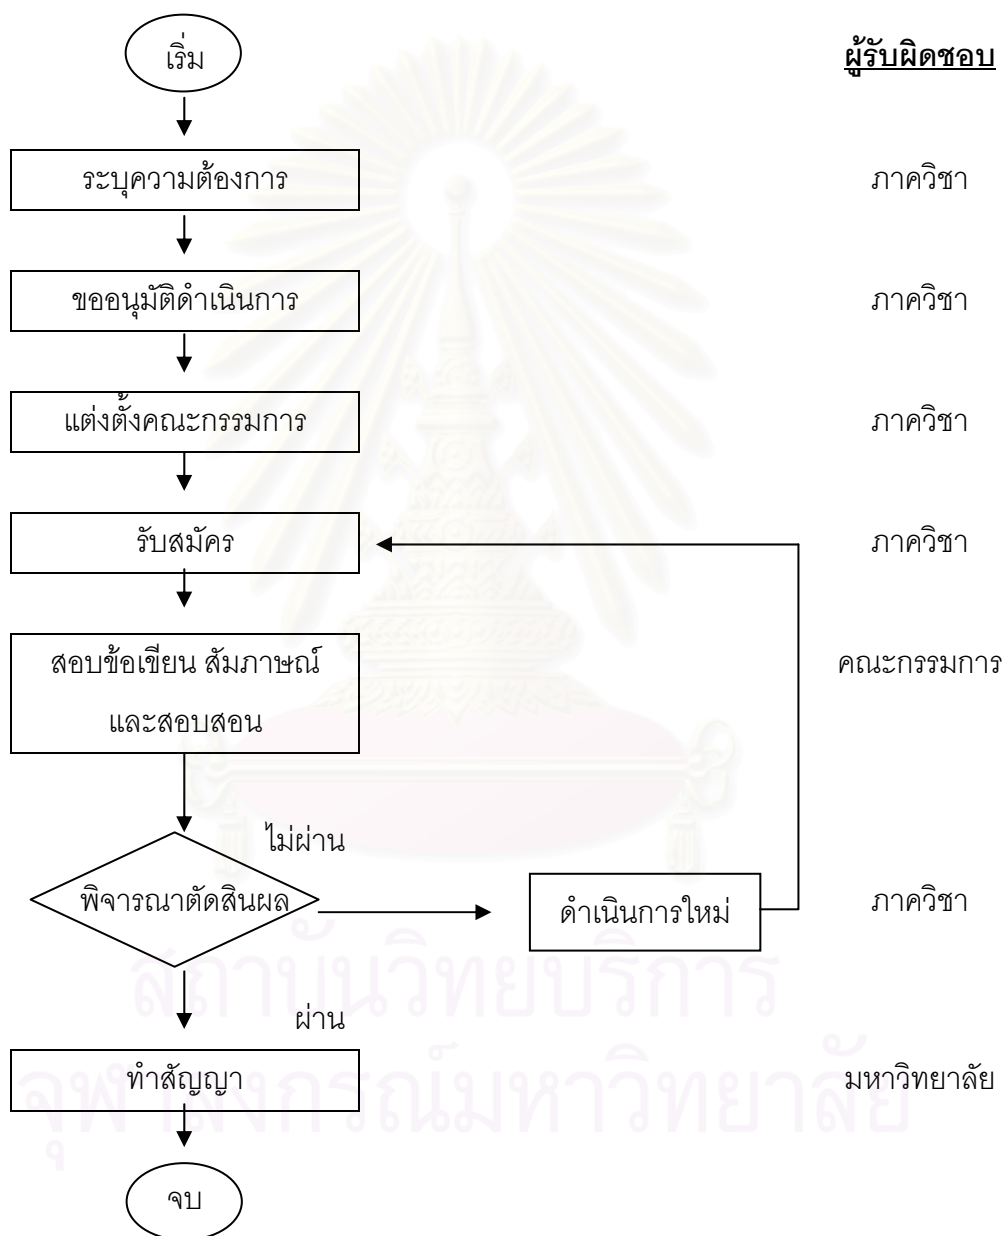 เริ่ม
ผู้รับผิดชอบ
ระบุความต้องการ
ภาควิชา
ขออนุมัติดำเนินการ
ภาควิชา
แต่งตั้งคณะกรรมการ
ภาควิชา
รับสมัคร
ภาควิชา
สอบข้อเขียน สัมภาษณ์
และสอบสอน
คณะกรรมการ
ไม่ผ่าน
พิจารณาตัดสินผล
ดำเนินการใหม่
ภาควิชา
สถาบันวิทยบริการ
ผ่าน
ทำสัญญา
มหาวิทยาลัย
จุฬาลงกรณ์มหาวิทยาลัย
จบ